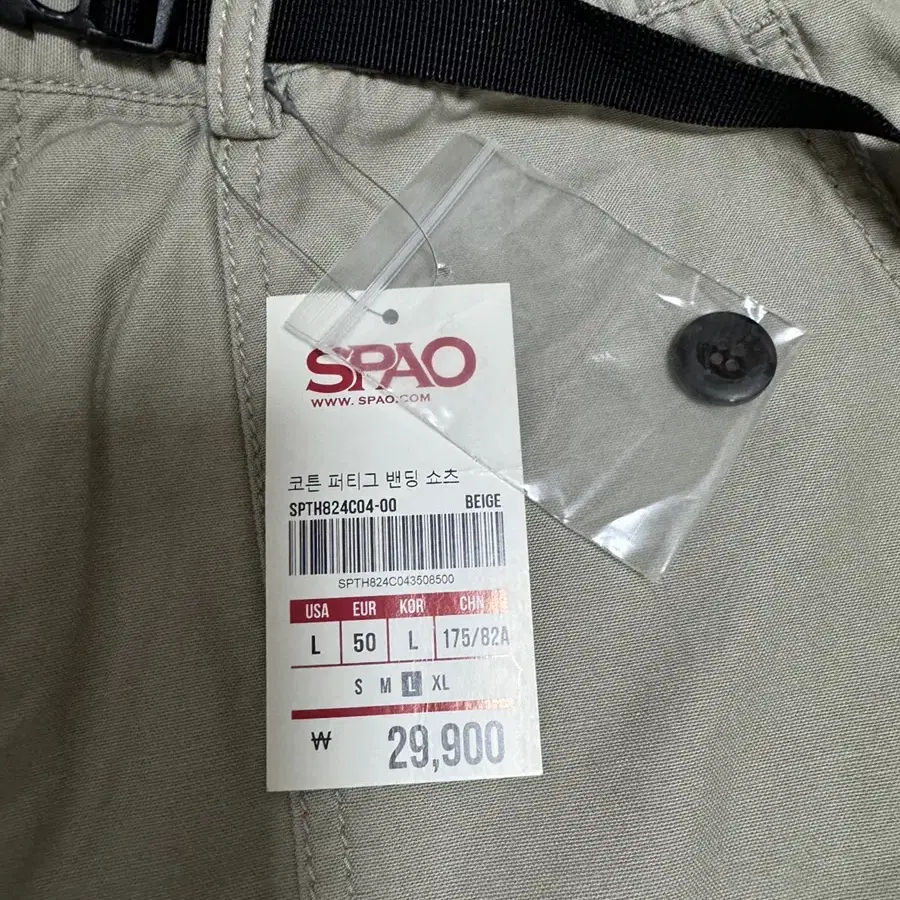 SPAO
WWW.SPAO.COM
코튼 퍼티그 밴딩 쇼츠
SPTH824C04-00 BEIGE
SPTH824C043508500
USA EUR KOR CHN
L 50 L 175/82A
S M L XL
₩ 29,900